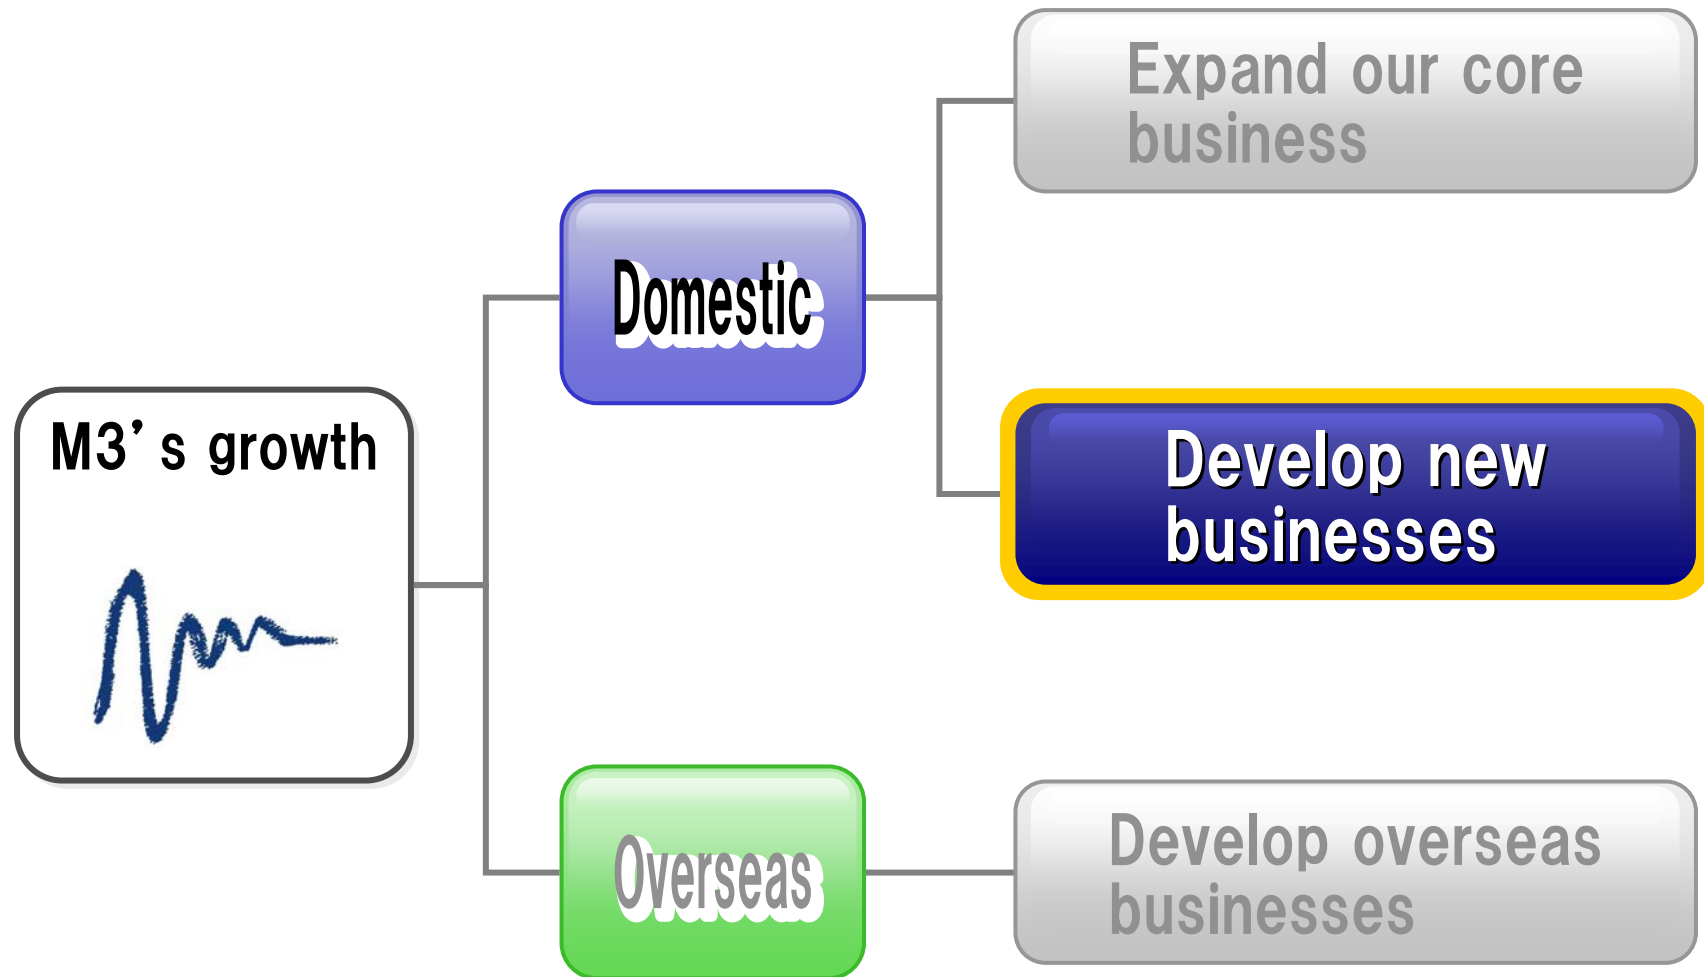 Expand our core
business
Domestic
M3’s growth
Develop new
businesses
Overseas
Develop overseas
businesses